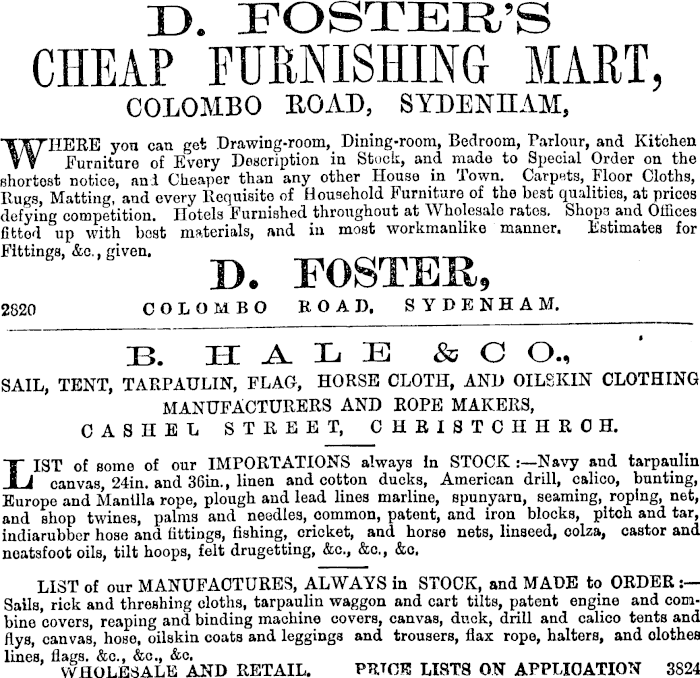 D. FOSTER'S
CHEAP FURNISHING MART,
COLOMBO ROAD, SYDENHAM,
WHERE you can get Drawing-room, Dining-room, Bedroom, Parlour, and Kitchen
Furniture of Every Description in Stock, and made to Special Order on the
shortest notice, and Cheaper than any other House in Town. Carpets, Floor Cloths,
Rugs, Matting, and every Requisite of Household Furniture of the best qualities, at prices
defying competition. Hotels Furnished throughout at Wholesale rates. Shops and Offices
fitted up with best materials, and in most workmanlike manner. Estimates for
Fittings, &c., given.
D. FOSTER,
2820 COLOMBO ROAD, SYDENHAM.
B. HALE & CO.,
SAIL, TENT, TARPAULIN, FLAG, HORSE CLOTH, AND OILSKIN CLOTHING
MANUFACTURERS AND ROPE MAKERS,
CASHEL STREET, CHRISTCHHRCH.
LIST of some of our IMPORTATIONS always in STOCK:—Navy and tarpaulin
canvas, 24in. and 36in., linen and cotton ducks, American drill, calico, bunting,
Europe and Manilla rope, plough and lead lines marline, spunyarn, seaming, roping, net,
and shop twines, palms and needles, common, patent, and iron blocks, pitch and tar,
indiarubber hose and fittings, fishing, cricket, and horse nets, linseed, colza, castor and
neatsfoot oils, tilt hoops, felt drugetting, &c., &c., &c.
LIST of our MANUFACTURES, ALWAYS in STOCK, and MADE to ORDER:—
Sails, rick and threshing cloths, tarpaulin waggon and cart tilts, patent engine and com-
bine covers, reaping and binding machine covers, canvas, duck, drill and calico tents and
flys, canvas, hose, oilskin coats and leggings and trousers, flax rope, halters, and clothes
lines, flags. &c., &c., &c.
WHOLESALE AND RETAIL. PRICE LISTS ON APPLICATION 3824